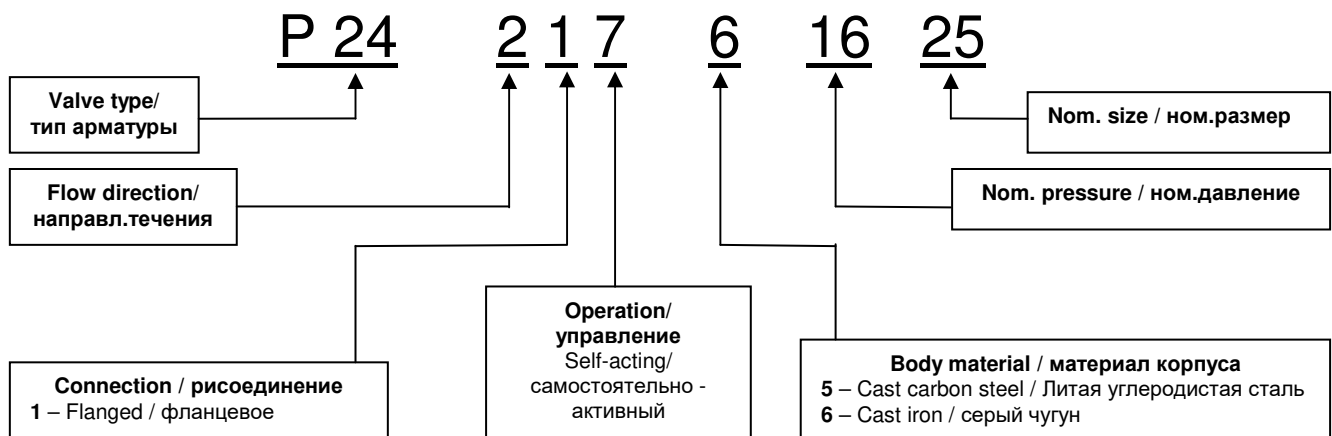 P 24 2 1 7 6 16 25
Valve type/
тип арматуры
Nom. size / ном.размер
Flow direction/
направл.течения
Nom. pressure / ном.давление
Connection / рисоединение
1 – Flanged / фланцевое
Operation/
управление
Self-acting/
самостоятельно -
активный
Body material / материал корпуса
5 – Cast carbon steel / Литая углеродистая сталь
6 – Cast iron / серый чугун